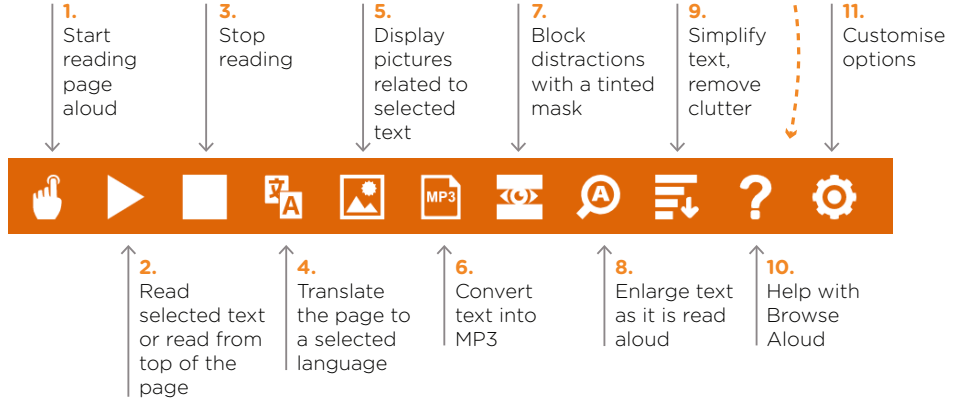 1.
Start
reading
page
aloud
3.
Stop
reading
5.
Display
pictures
related to
selected
text
7.
Block
distractions
with a tinted
mask
9.
Simplify
text,
remove
clutter
11.
Customise
options
文
A
MP3
A
?
2.
Read
selected text
or read from
top of the
page
4.
Translate
the page to
a selected
language
6.
Convert
text into
MP3
8.
Enlarge text
as it is read
aloud
10.
Help with
Browse
Aloud